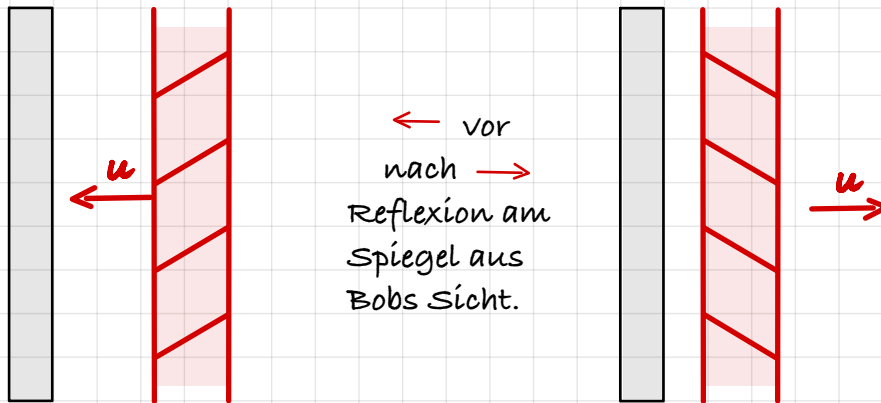 vor
nach
Reflexion am
Spiegel aus
Bobs Sicht.
u
u